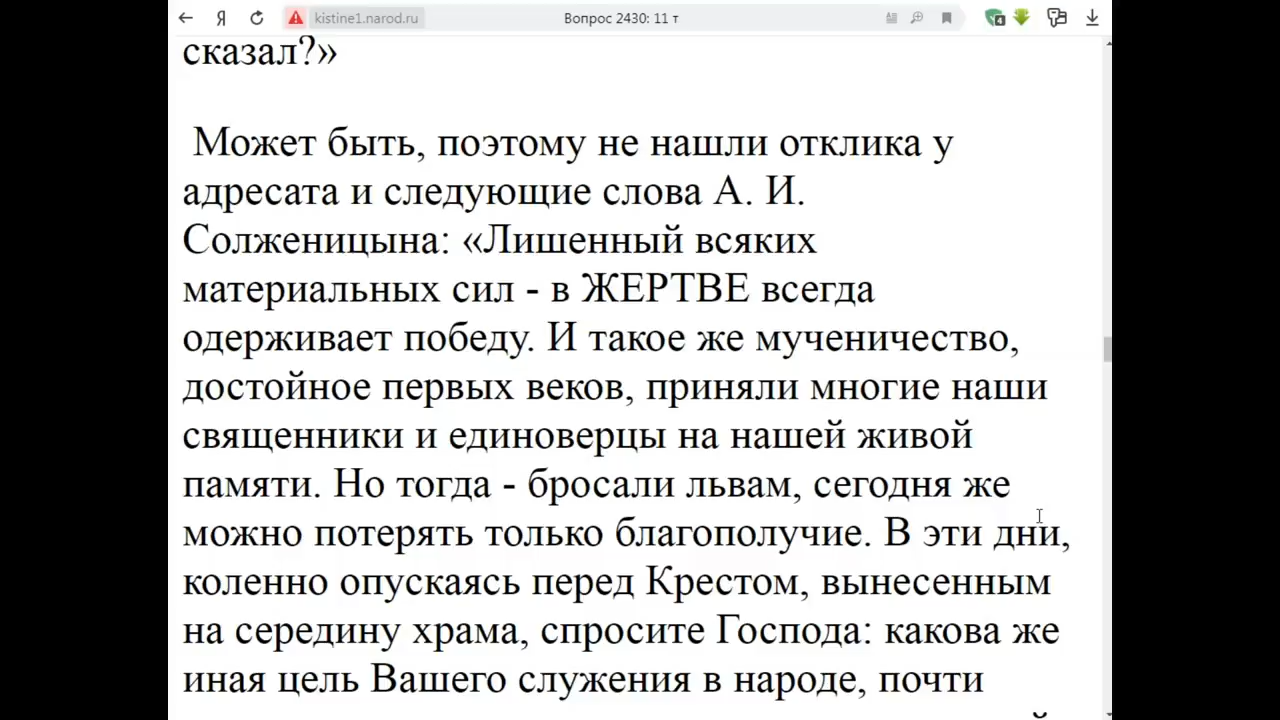 Я
kistine1.narod.ru
Вопрос 2430: 11 т
4
сказал?»
Может быть, поэтому не нашли отклика у
адресата и следующие слова А. И.
Солженицына: «Лишенный всяких
материальных сил - в ЖЕРТВЕ всегда
одерживает победу. И такое же мученичество,
достойное первых веков, приняли многие наши
священники и единоверцы на нашей живой
памяти. Но тогда - бросали львам, сегодня же
можно потерять только благополучие. В эти дни,
коленно опускаясь перед Крестом, вынесенным
на середину храма, спросите Господа: какова же
иная цель Вашего служения в народе, почти